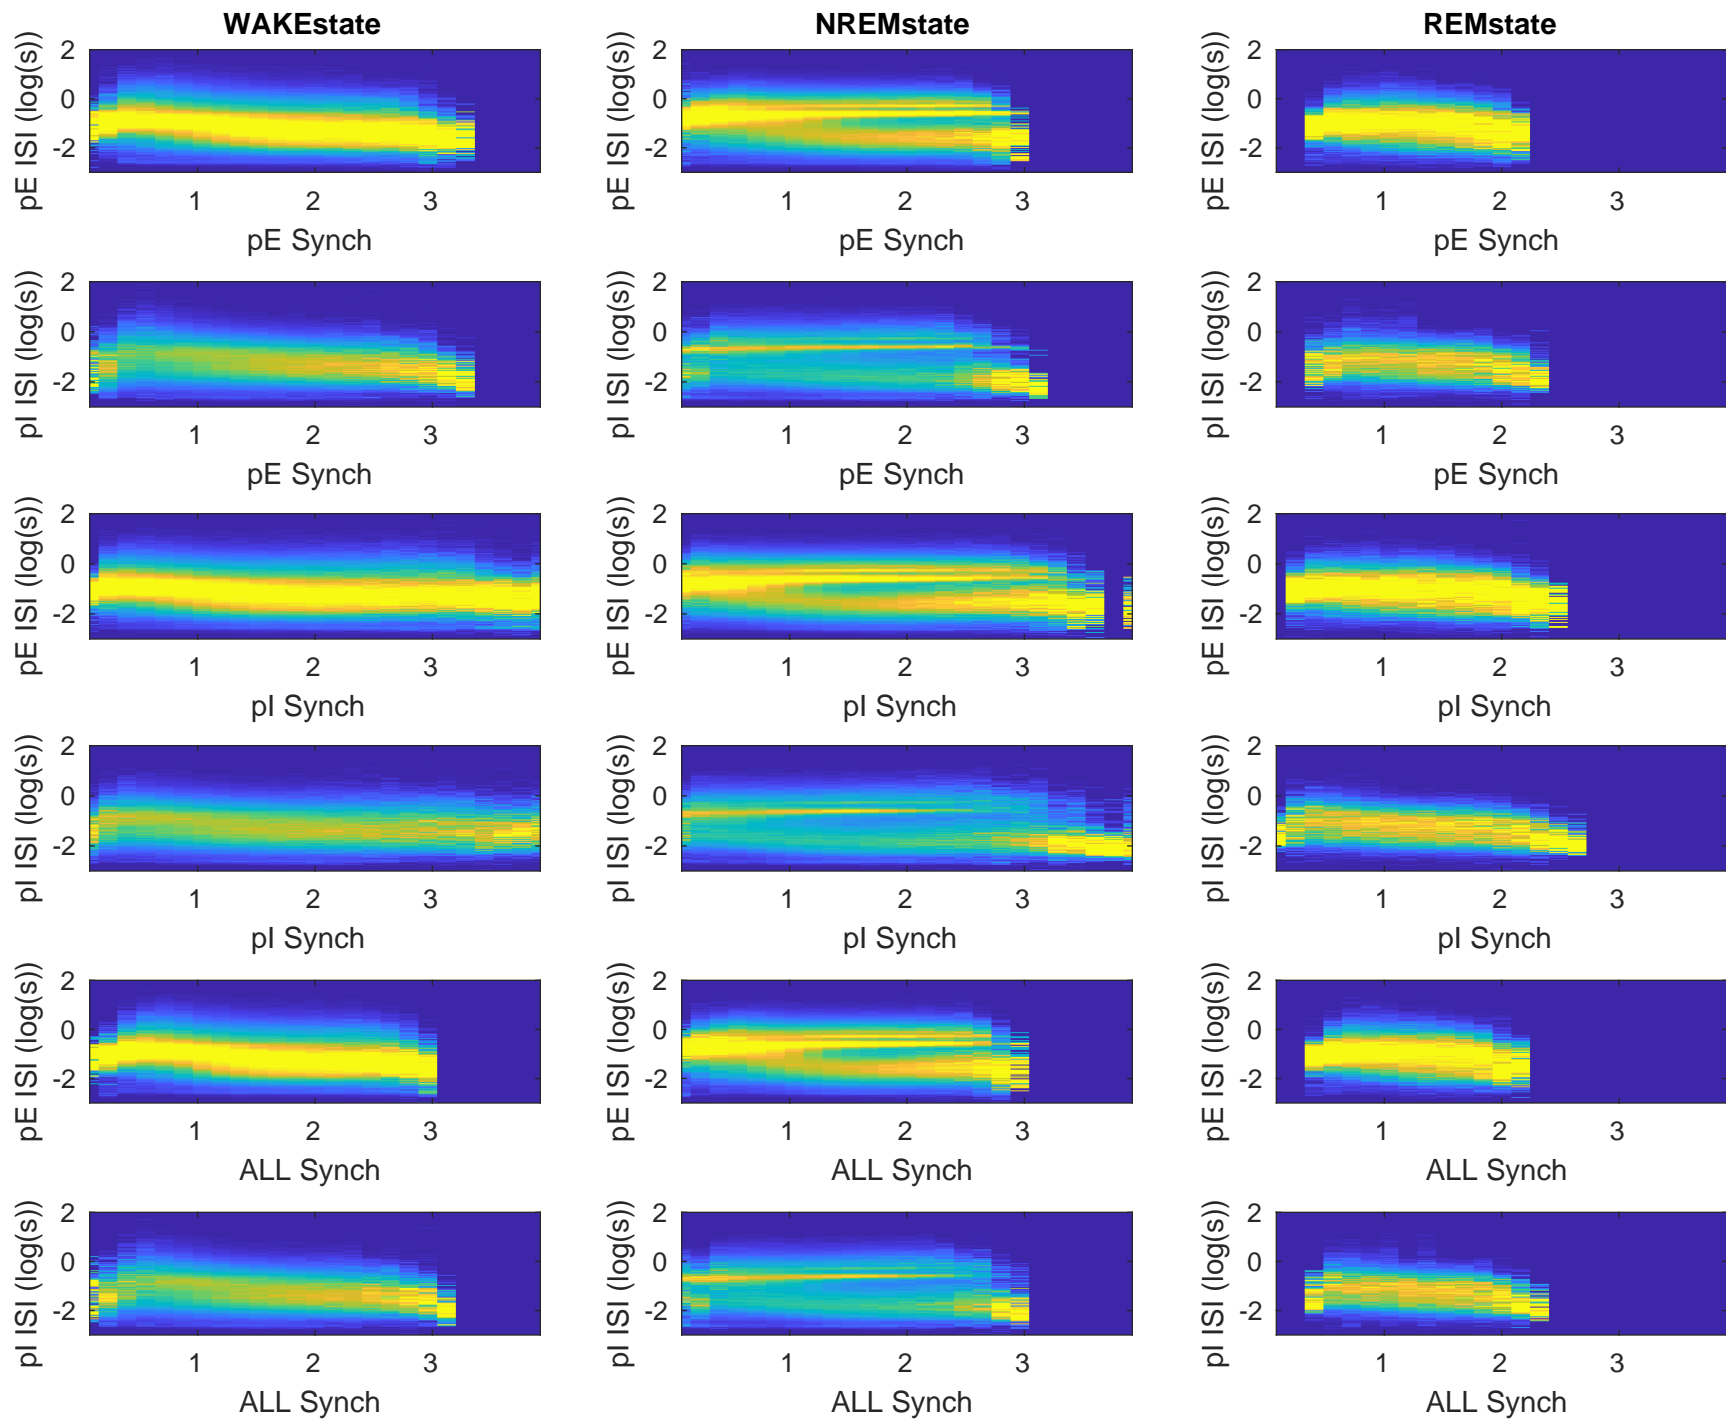 WAKEstate NREMstate REMstate
pE ISI (log(s)) 2 0 -2 pE ISI (log(s)) 2 0 -2 pE ISI (log(s)) 2 0 -2
1 2 3 1 2 3 1 2 3
pE Synch pE Synch pE Synch
pI ISI (log(s)) 2 0 -2 pI ISI (log(s)) 2 0 -2 pI ISI (log(s)) 2 0 -2
1 2 3 1 2 3 1 2 3
pE Synch pE Synch pE Synch
pE ISI (log(s)) 2 0 -2 pE ISI (log(s)) 2 0 -2 pE ISI (log(s)) 2 0 -2
1 2 3 1 2 3 1 2 3
pI Synch pI Synch pI Synch
pI ISI (log(s)) 2 0 -2 pI ISI (log(s)) 2 0 -2 pI ISI (log(s)) 2 0 -2
1 2 3 1 2 3 1 2 3
pI Synch pI Synch pI Synch
pE ISI (log(s)) 2 0 -2 pE ISI (log(s)) 2 0 -2 pE ISI (log(s)) 2 0 -2
1 2 3 1 2 3 1 2 3
ALL Synch ALL Synch ALL Synch
pI ISI (log(s)) 2 0 -2 pI ISI (log(s)) 2 0 -2 pI ISI (log(s)) 2 0 -2
1 2 3 1 2 3 1 2 3
ALL Synch ALL Synch ALL Synch